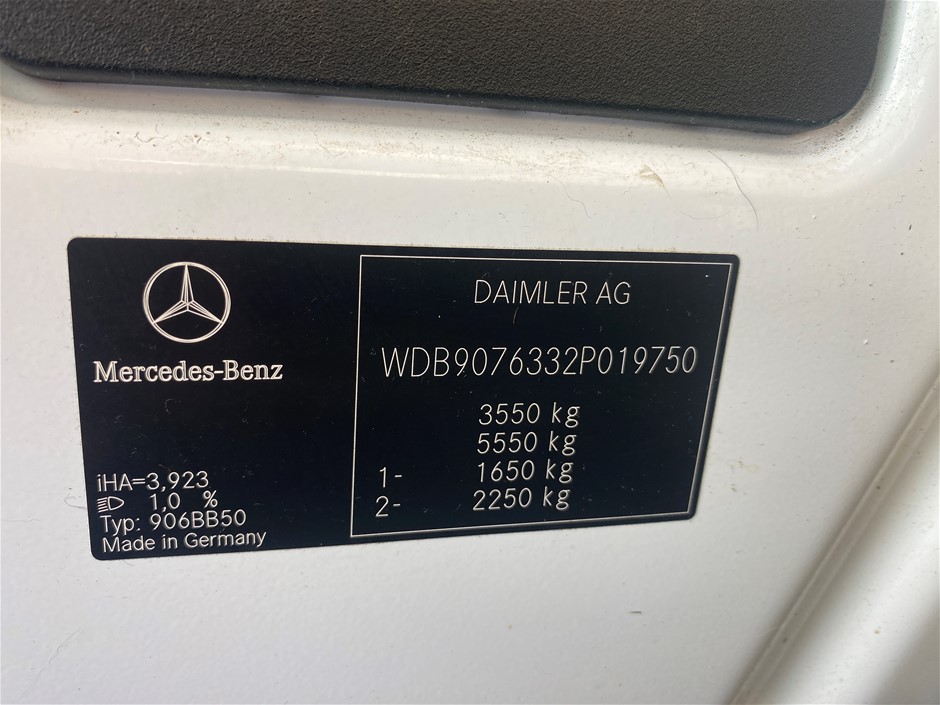 Mercedes-Benz
iHA=3,923
1,0 %
Typ: 906BB50
Made in Germany
DAIMLER AG
WDB9076332P019750
3550 kg
5550 kg
1- 1650 kg
2- 2250 kg